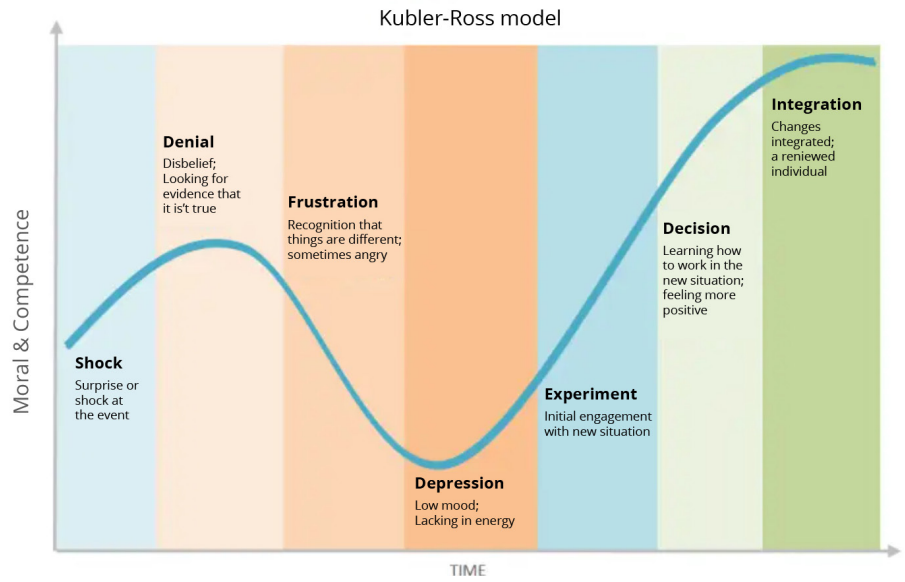 Kubler-Ross model
Moral & Competence
Denial
Disbelief;
Looking for
evidence that
it is't true
Frustration
Recognition that
things are different;
sometimes angry
Shock
Surprise or
shock at
the event
Depression
Low mood;
Lacking in energy
Experiment
Initial engagement
with new situation
Decision
Learning how
to work in the
new situation;
feeling more
positive
Integration
Changes
integrated;
a reniewed
individual
TIME